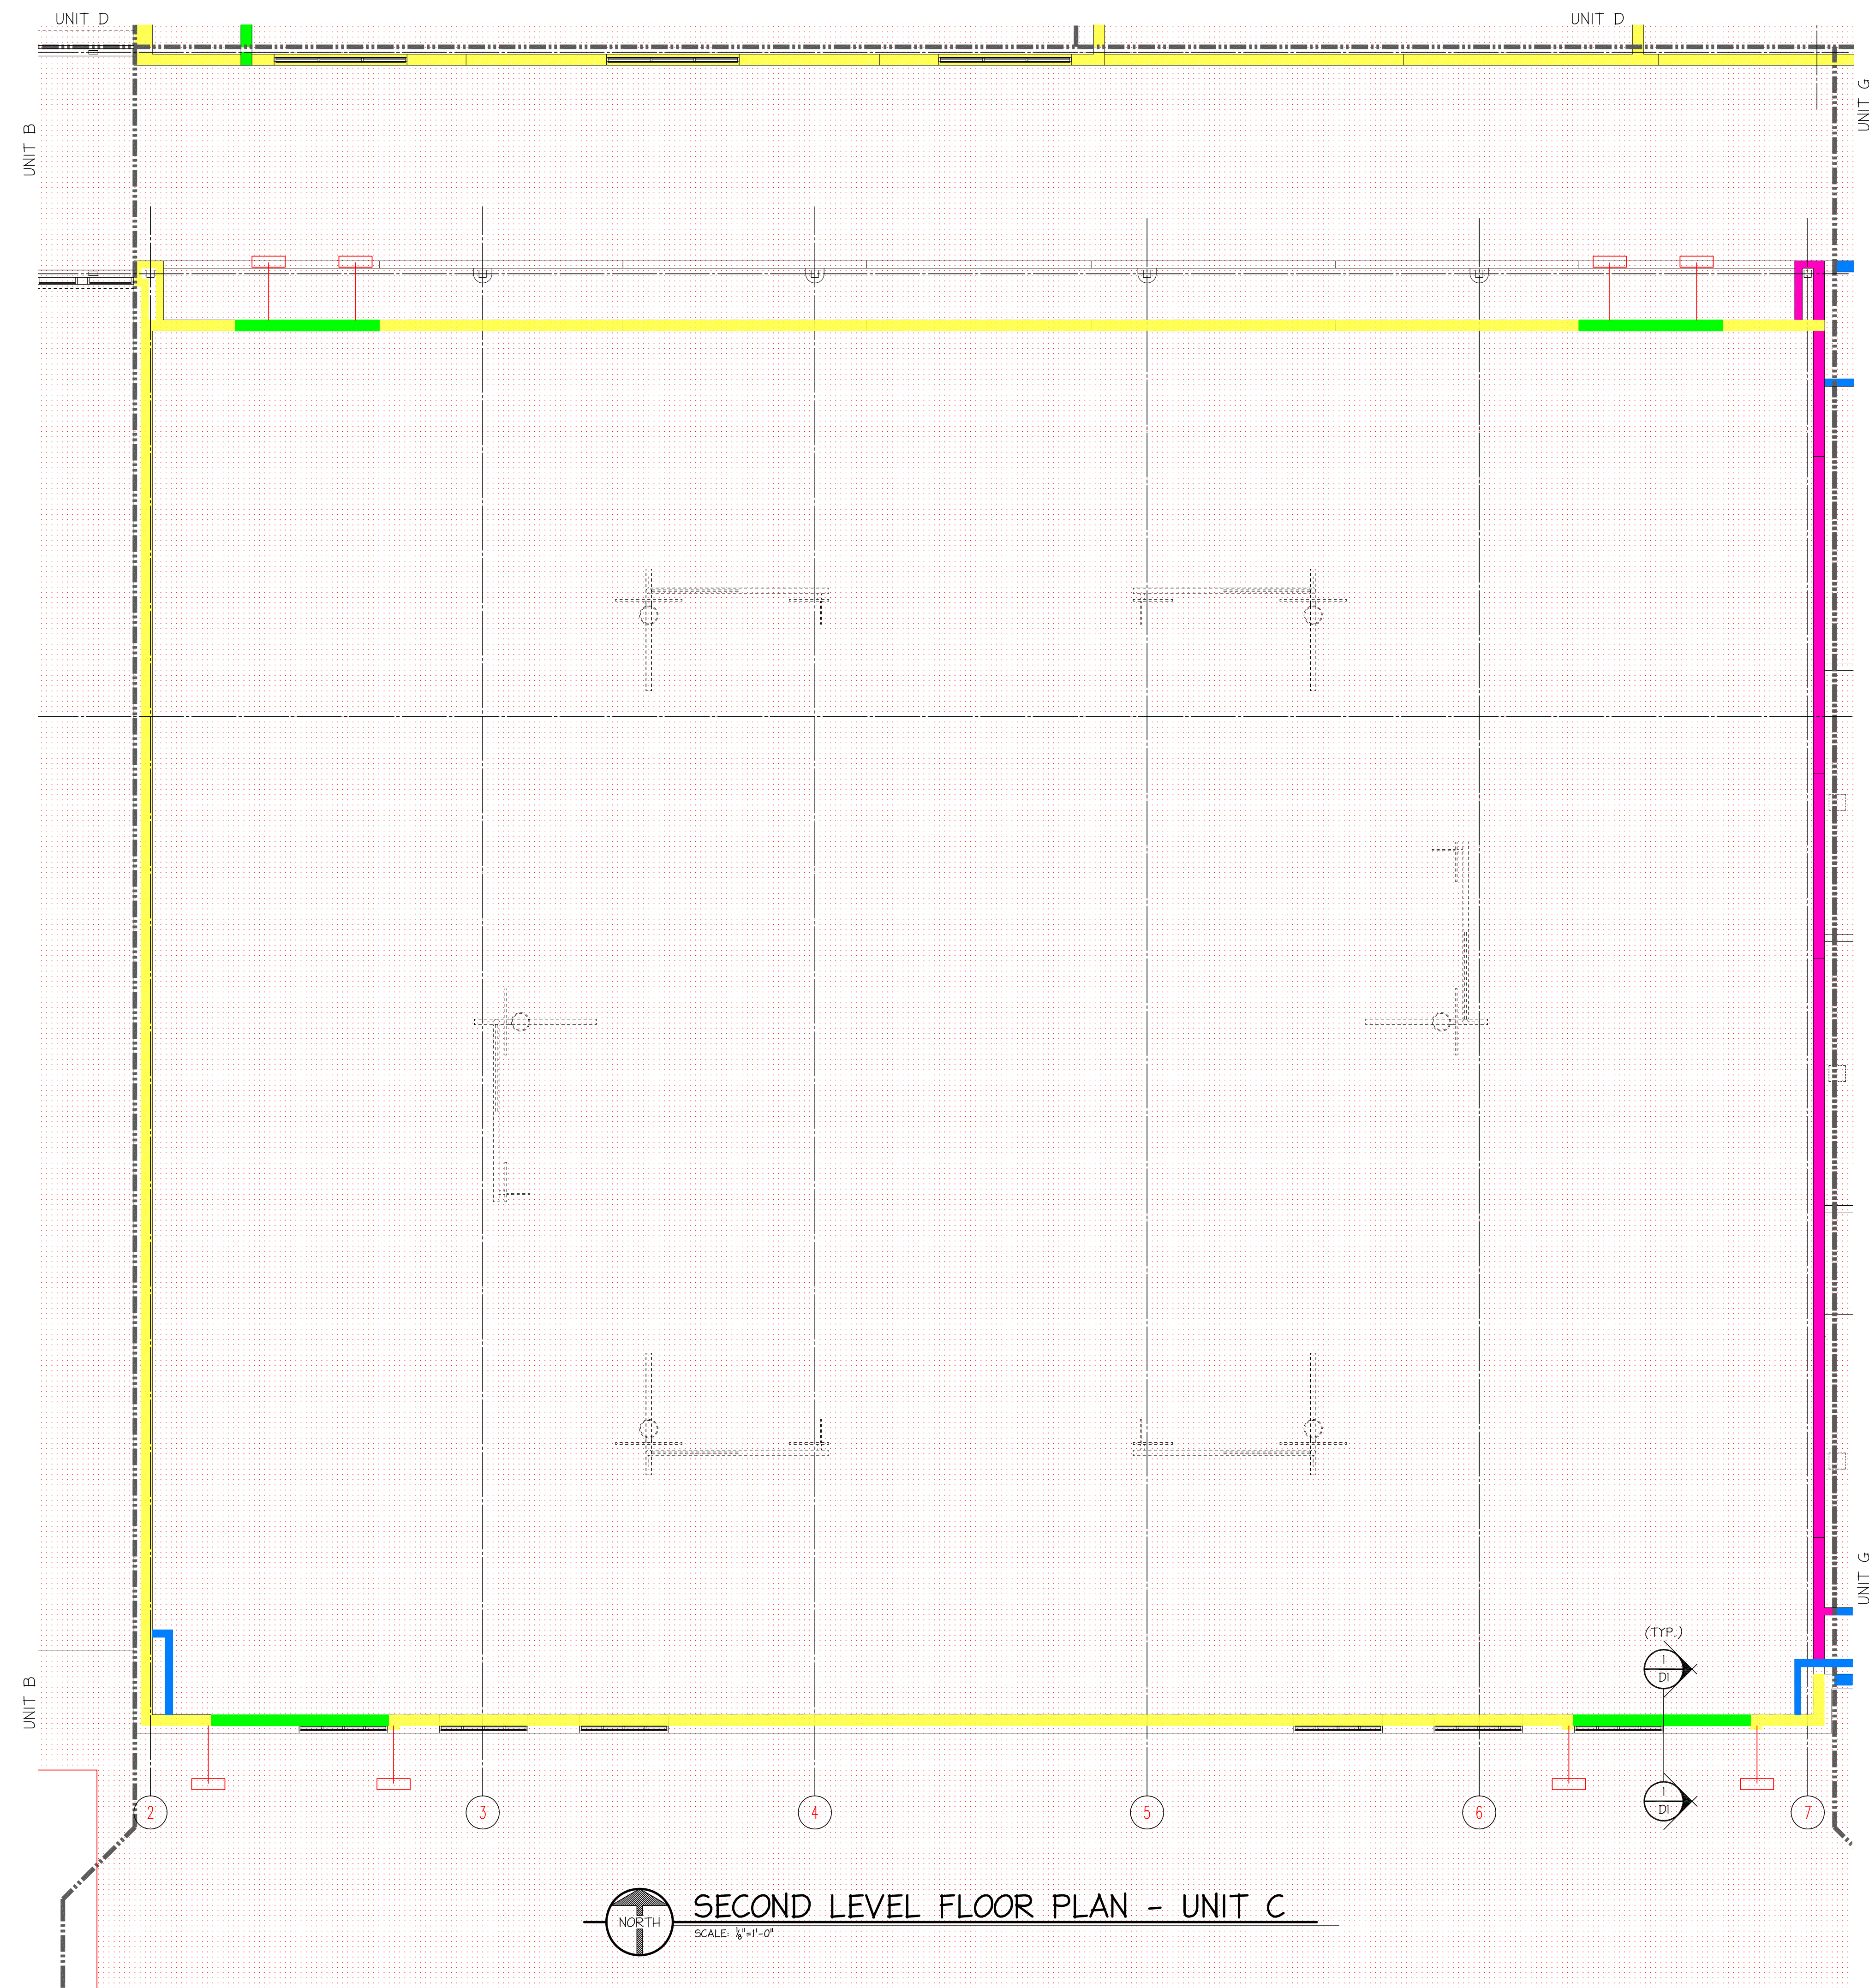 UNIT D
UNIT D
UNIT B
UNIT G
UNIT G
UNIT B
(TYP.)
1
D1
1
D1
2
3
4
5
6
7
NORTH
SECOND LEVEL FLOOR PLAN - UNIT C
SCALE: 1/8"=1'-0"